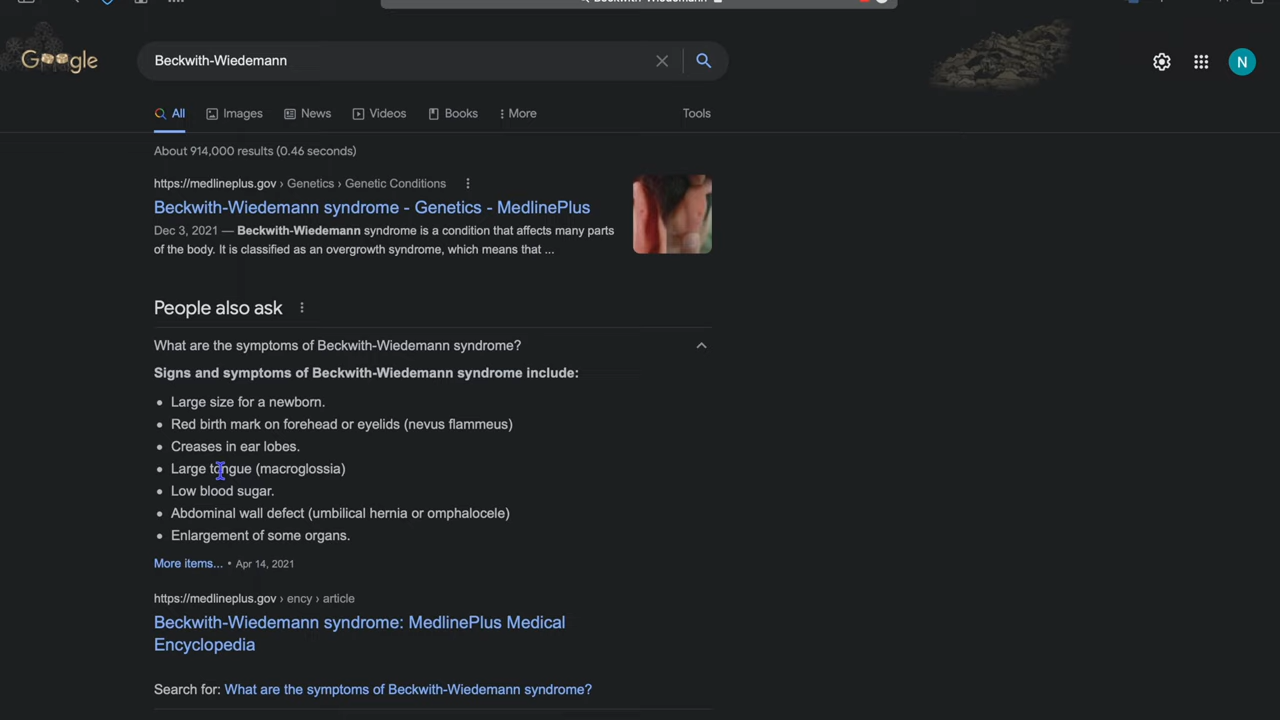 Google
Beckwith-Wiedemann
N
All Images News Videos Books More Tools
About 914,000 results (0.46 seconds)
https://medlineplus.gov › Genetics › Genetic Conditions
Beckwith-Wiedemann syndrome - Genetics - MedlinePlus
Dec 3, 2021 — Beckwith-Wiedemann syndrome is a condition that affects many parts
of the body. It is classified as an overgrowth syndrome, which means that ...
People also ask
What are the symptoms of Beckwith-Wiedemann syndrome?
Signs and symptoms of Beckwith-Wiedemann syndrome include:
• Large size for a newborn.
• Red birth mark on forehead or eyelids (nevus flammeus)
• Creases in ear lobes.
• Large tongue (macroglossia)
• Low blood sugar.
• Abdominal wall defect (umbilical hernia or omphalocele)
• Enlargement of some organs.
More items... • Apr 14, 2021
https://medlineplus.gov › ency › article
Beckwith-Wiedemann syndrome: MedlinePlus Medical
Encyclopedia
Search for: What are the symptoms of Beckwith-Wiedemann syndrome?